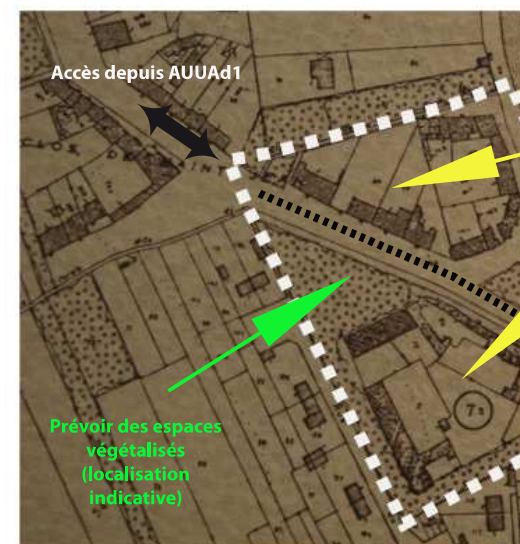 Accès depuis AUUAd1
Prévoir des espaces
végétalisés
(localisation
indicative)